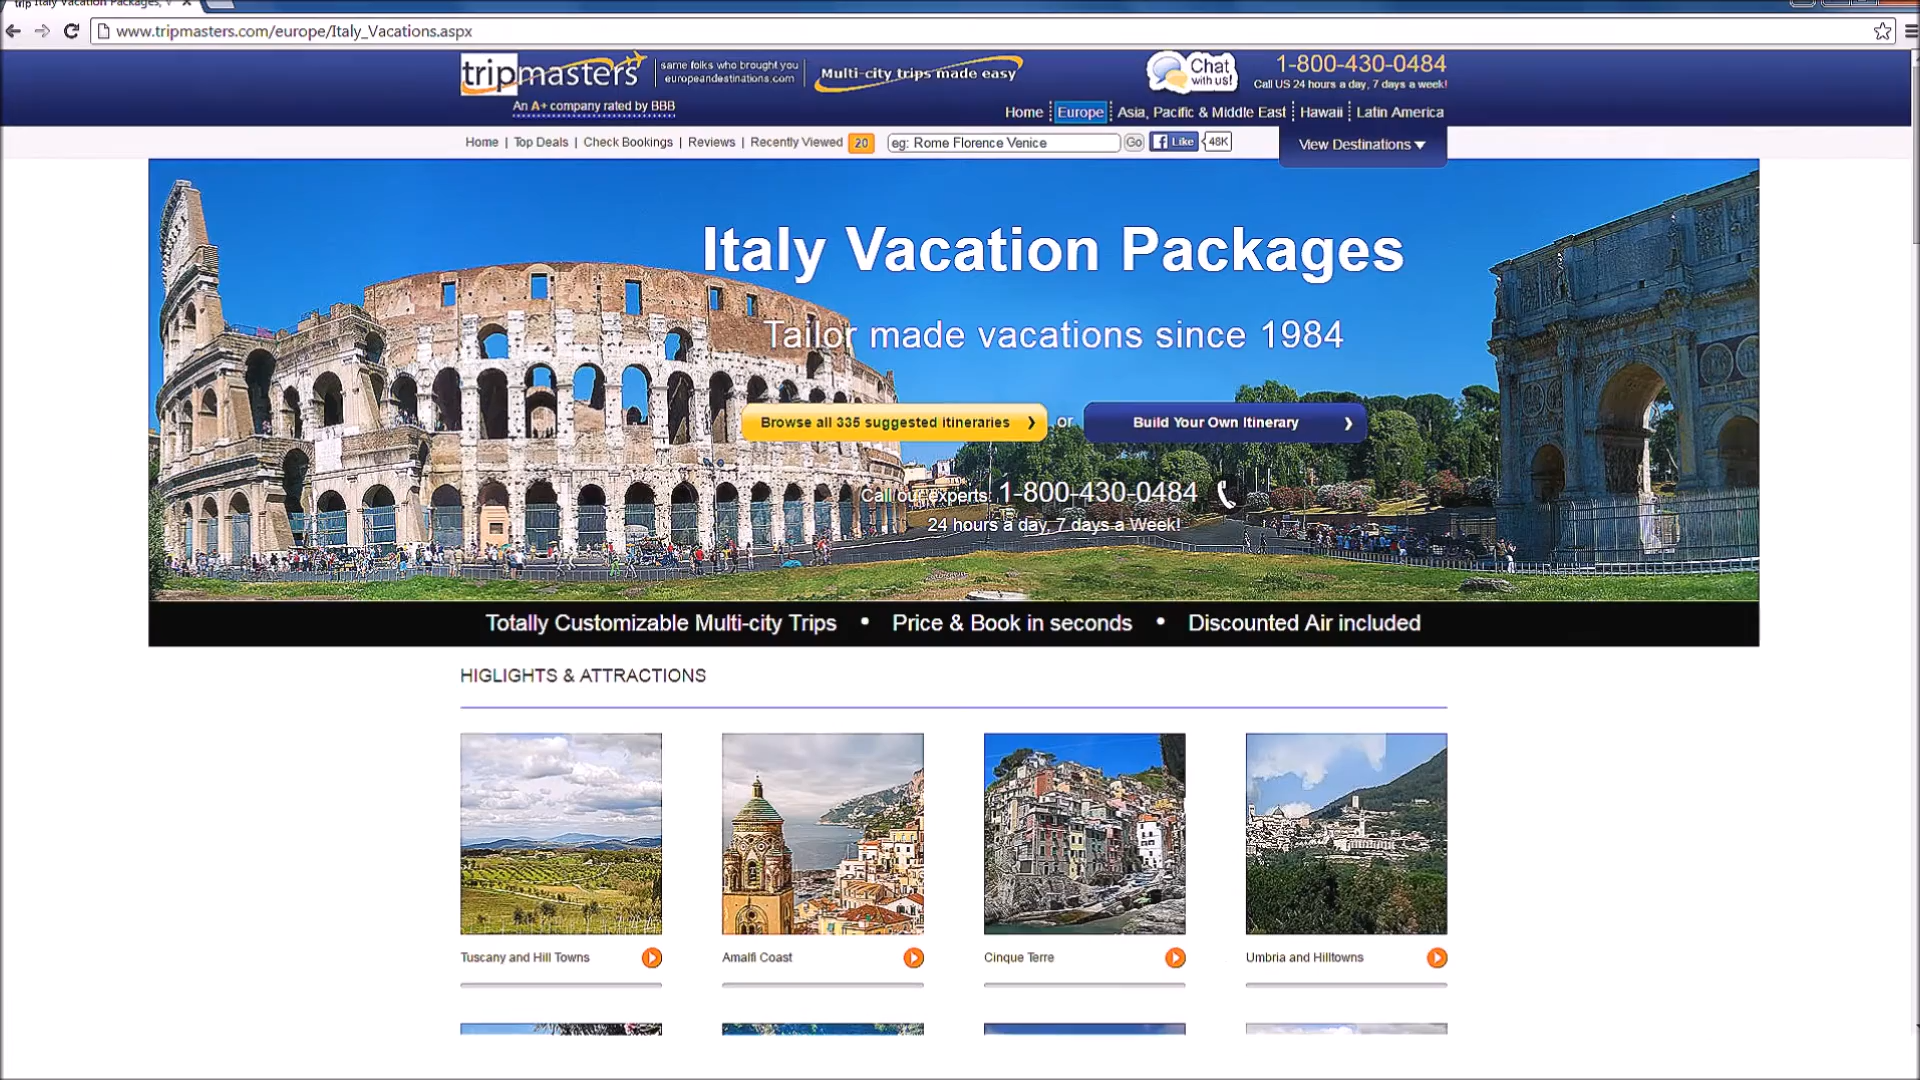 trip Italy Vacation Packages, V
www.tripmasters.com/europe/Italy_Vacations.aspx
tripmasters
same folks who brought you
europeandestinations.com
Multi-city trips made easy
Chat
with us!
1-800-430-0484
Call US 24 hours a day, 7 days a week!
An A+ company rated by BBB
Home Europe Asia, Pacific & Middle East Hawaii Latin America
Home | Top Deals | Check Bookings | Reviews | Recently Viewed 20 eg: Rome Florence Venice Go Like 48K
View Destinations
Italy Vacation Packages
Tailor made vacations since 1984
Browse all 335 suggested itineraries or Build Your Own Itinerary
Call our experts: 1-800-430-0484
24 hours a day, 7 days a Week!
Totally Customizable Multi-city Trips • Price & Book in seconds • Discounted Air included
HIGLIGHTS & ATTRACTIONS
Tuscany and Hill Towns
Amalfi Coast
Cinque Terre
Umbria and Hilltowns